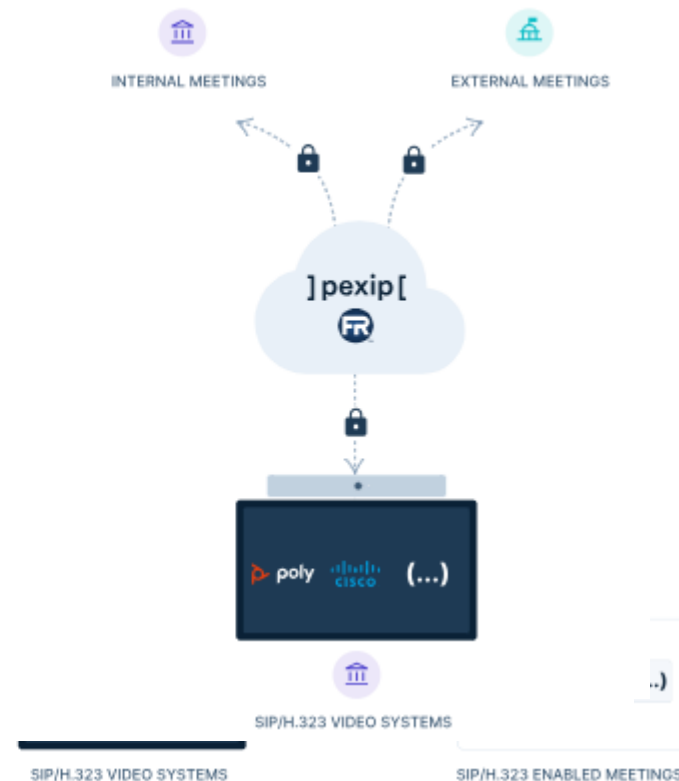 INTERNAL MEETINGS
EXTERNAL MEETINGS
]pexip[
FR
poly
CISCO
(...)
..)
SIP/H.323 VIDEO SYSTEMS
SIP/H.323 VIDEO SYSTEMS
SIP/H.323 ENABLED MEETINGS